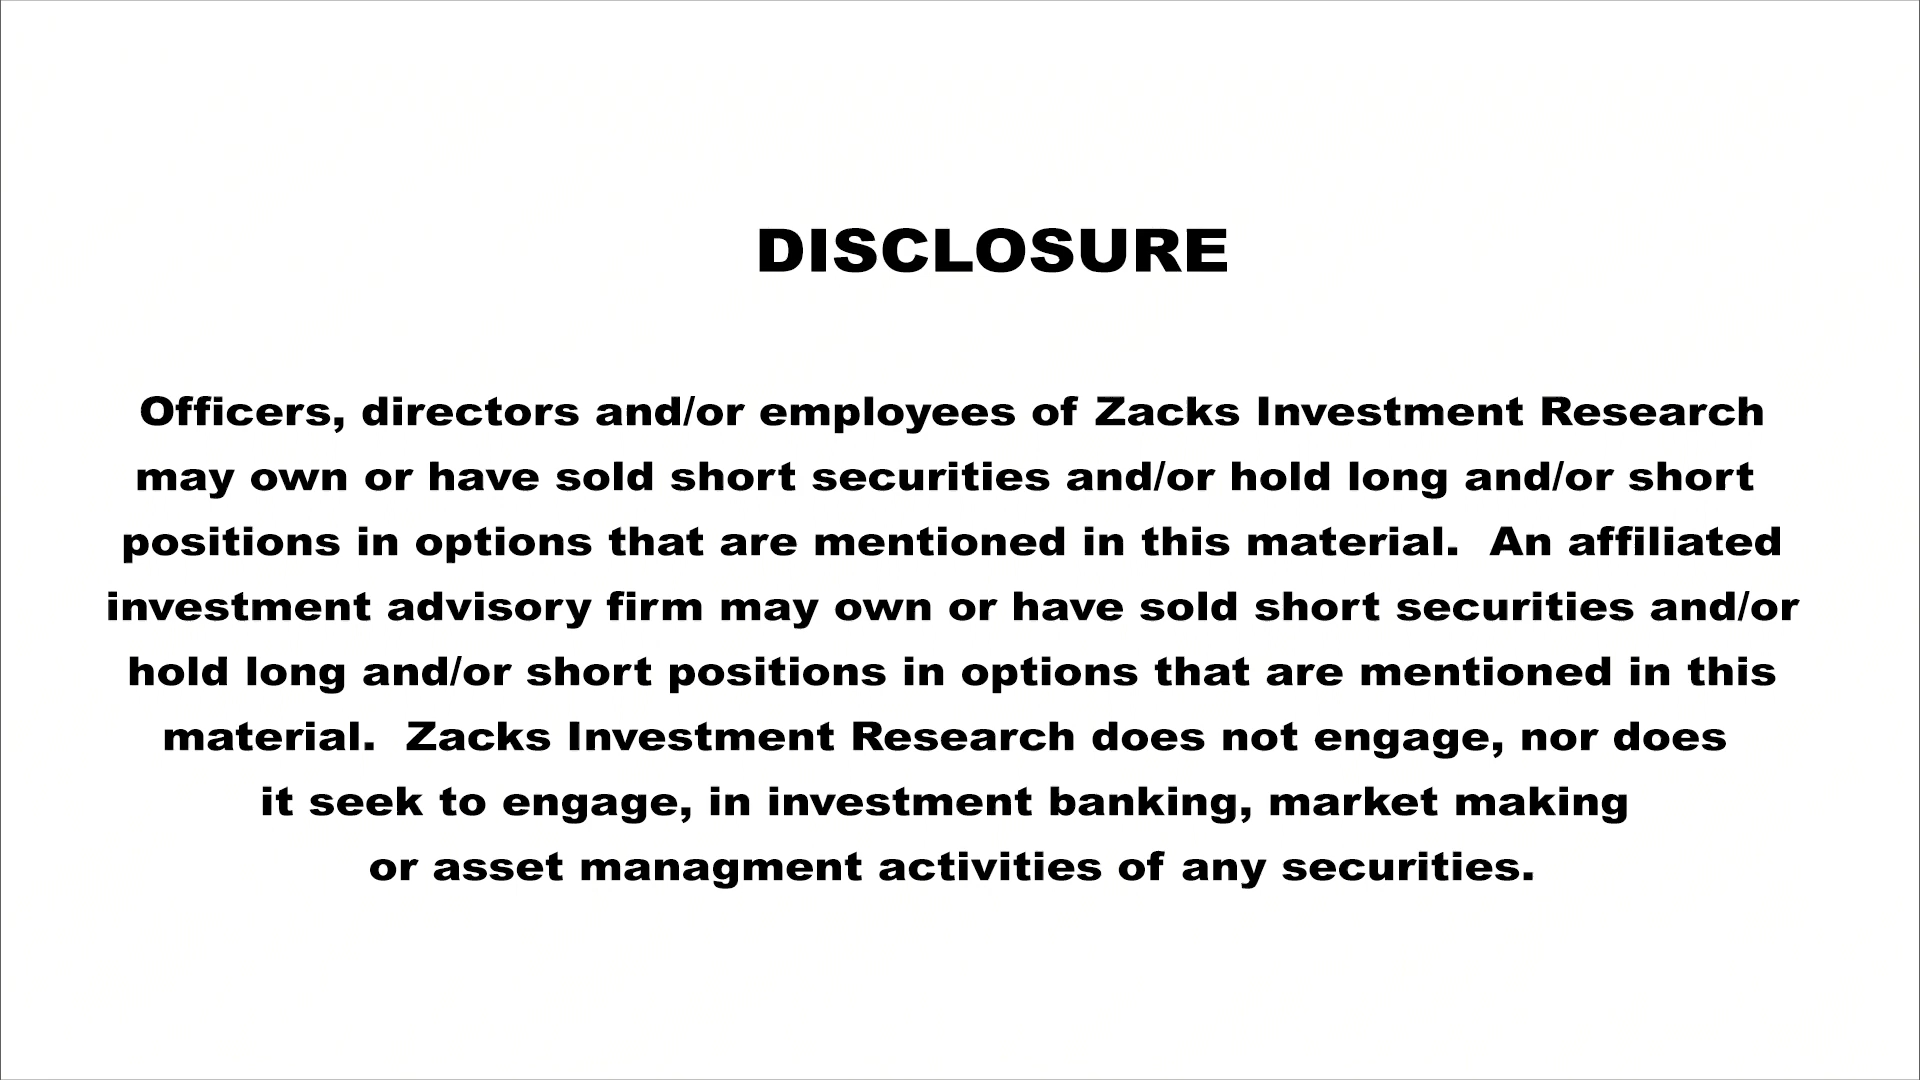 DISCLOSURE
Officers, directors and/or employees of Zacks Investment Research
may own or have sold short securities and/or hold long and/or short
positions in options that are mentioned in this material.  An affiliated
investment advisory firm may own or have sold short securities and/or
hold long and/or short positions in options that are mentioned in this
material.  Zacks Investment Research does not engage, nor does
it seek to engage, in investment banking, market making
or asset managment activities of any securities.